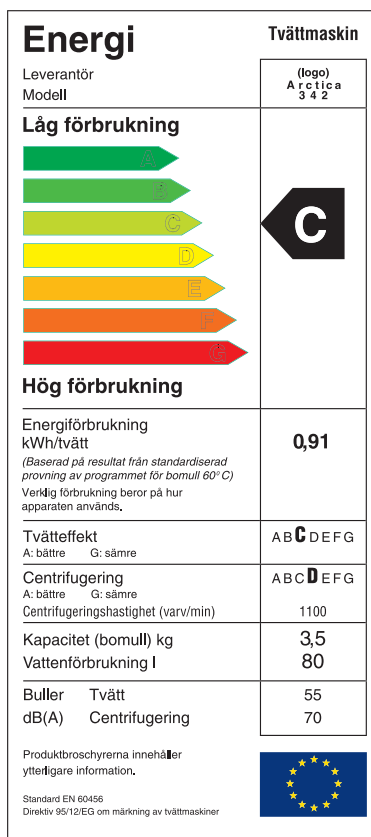 Energi
Tvättmaskin
Leverantör
Modell
(logo)
Arctica
342
Låg förbrukning
A
B
C
D
E
F
G
C
Hög förbrukning
Energiförbrukning
kWh/tvätt
0,91
(Baserad på resultat från standardiserad
provning av programmet för bomull 60°C)
Verklig förbrukning beror på hur
apparaten används.
Tvätteffekt
A: bättre G: sämre
ABCDEFG
Centrifugering
A: bättre G: sämre
ABCDEFG
Centrifugeringshastighet (varv/min) 1100
Kapacitet (bomull) kg 3,5
Vattenförbrukning l 80
Buller Tvätt 55
dB(A) Centrifugering 70
Produktbroschyrerna innehåller
ytterligare information.
Standard EN 60456
Direktiv 95/12/EG om märkning av tvättmaskiner